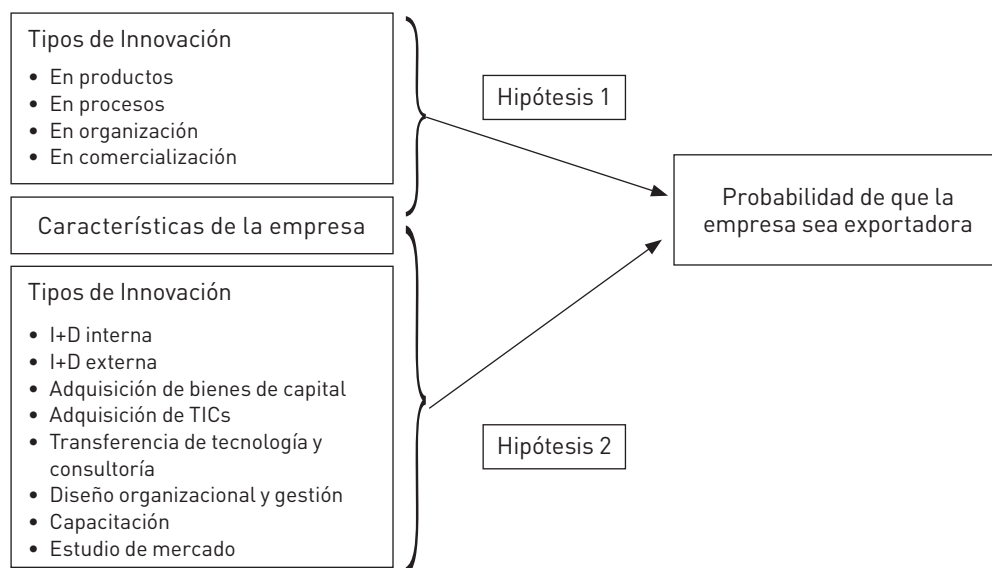 Tipos de Innovación
• En productos
• En procesos
• En organización
• En comercialización
Características de la empresa
Tipos de Innovación
• I+D interna
• I+D externa
• Adquisición de bienes de capital
• Adquisición de TICs
• Transferencia de tecnología y
consultoría
• Diseño organizacional y gestión
• Capacitación
• Estudio de mercado
Hipótesis 1
Hipótesis 2
Probabilidad de que la
empresa sea exportadora